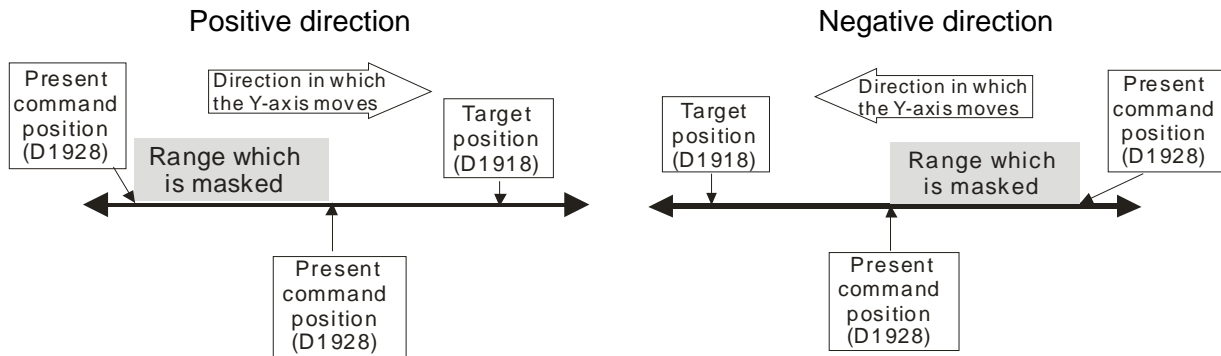 Positive direction
Present
command
position
(D1928)
Direction in which
the Y-axis moves
Target
position
(D1918)
Range which
is masked
Present
command
position
(D1928)
Negative direction
Target
position
(D1918)
Direction in which
the Y-axis moves
Present
command
position
(D1928)
Range which
is masked
Present
command
position
(D1928)